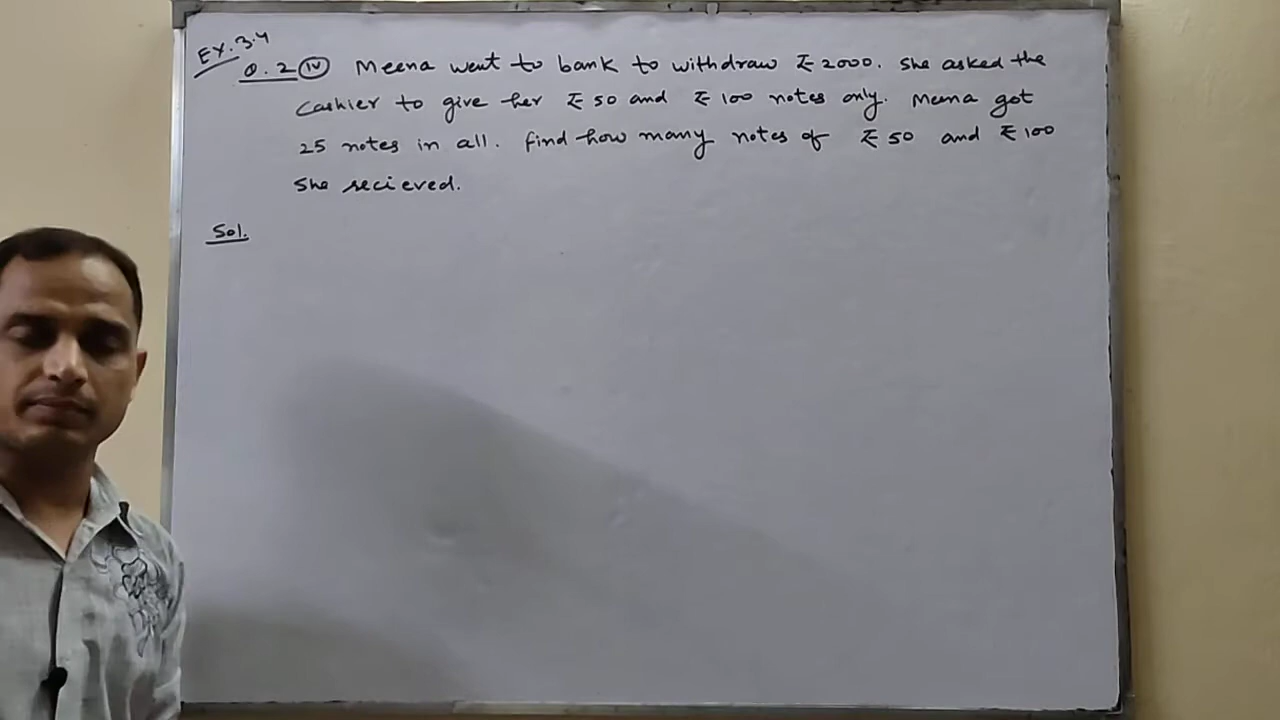 Ex. 3.4
Q. 2 (iv) Meena went to bank to withdraw ₹ 2000. She asked the
cashier to give her ₹ 50 and ₹ 100 notes only. Meena got
25 notes in all. find how many notes of ₹ 50 and ₹ 100
She recieved.
Sol.